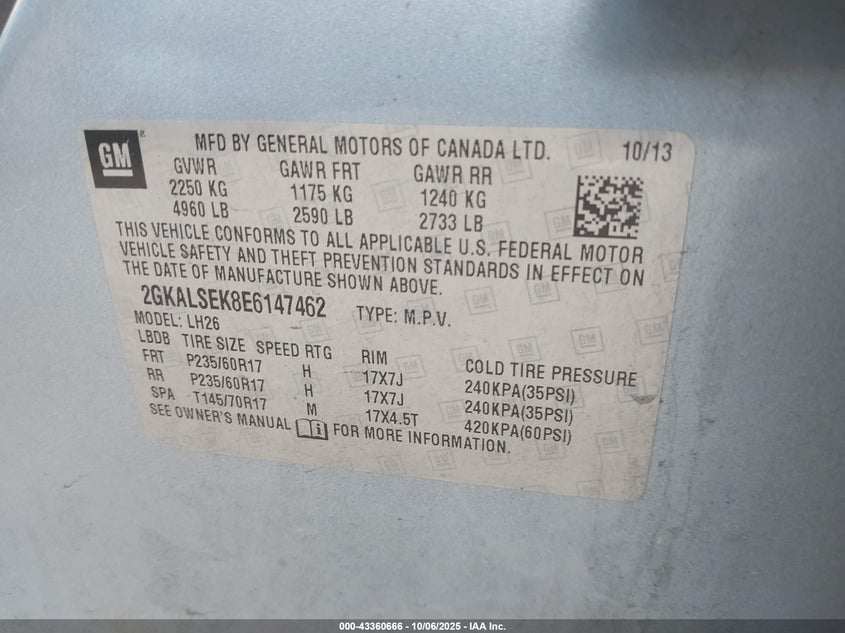 GM ® MFD BY GENERAL MOTORS OF CANADA LTD. 10/13
GVWR GAWR FRT GAWR RR
2250 KG 1175 KG 1240 KG
4960 LB 2590 LB 2733 LB
THIS VEHICLE CONFORMS TO ALL APPLICABLE U.S. FEDERAL MOTOR
VEHICLE SAFETY AND THEFT PREVENTION STANDARDS IN EFFECT ON
THE DATE OF MANUFACTURE SHOWN ABOVE.
2GKALSEK8E6147462 TYPE: M.P.V.
MODEL: LH26
LBDB TIRE SIZE SPEED RTG RIM COLD TIRE PRESSURE
FRT P235/60R17 H 17X7J 240KPA(35PSI)
RR P235/60R17 H 17X7J 240KPA(35PSI)
SPA T145/70R17 M 17X4.5T 420KPA(60PSI)
SEE OWNER'S MANUAL i FOR MORE INFORMATION.
000-43360666 - 10/06/2025 - IAA Inc.